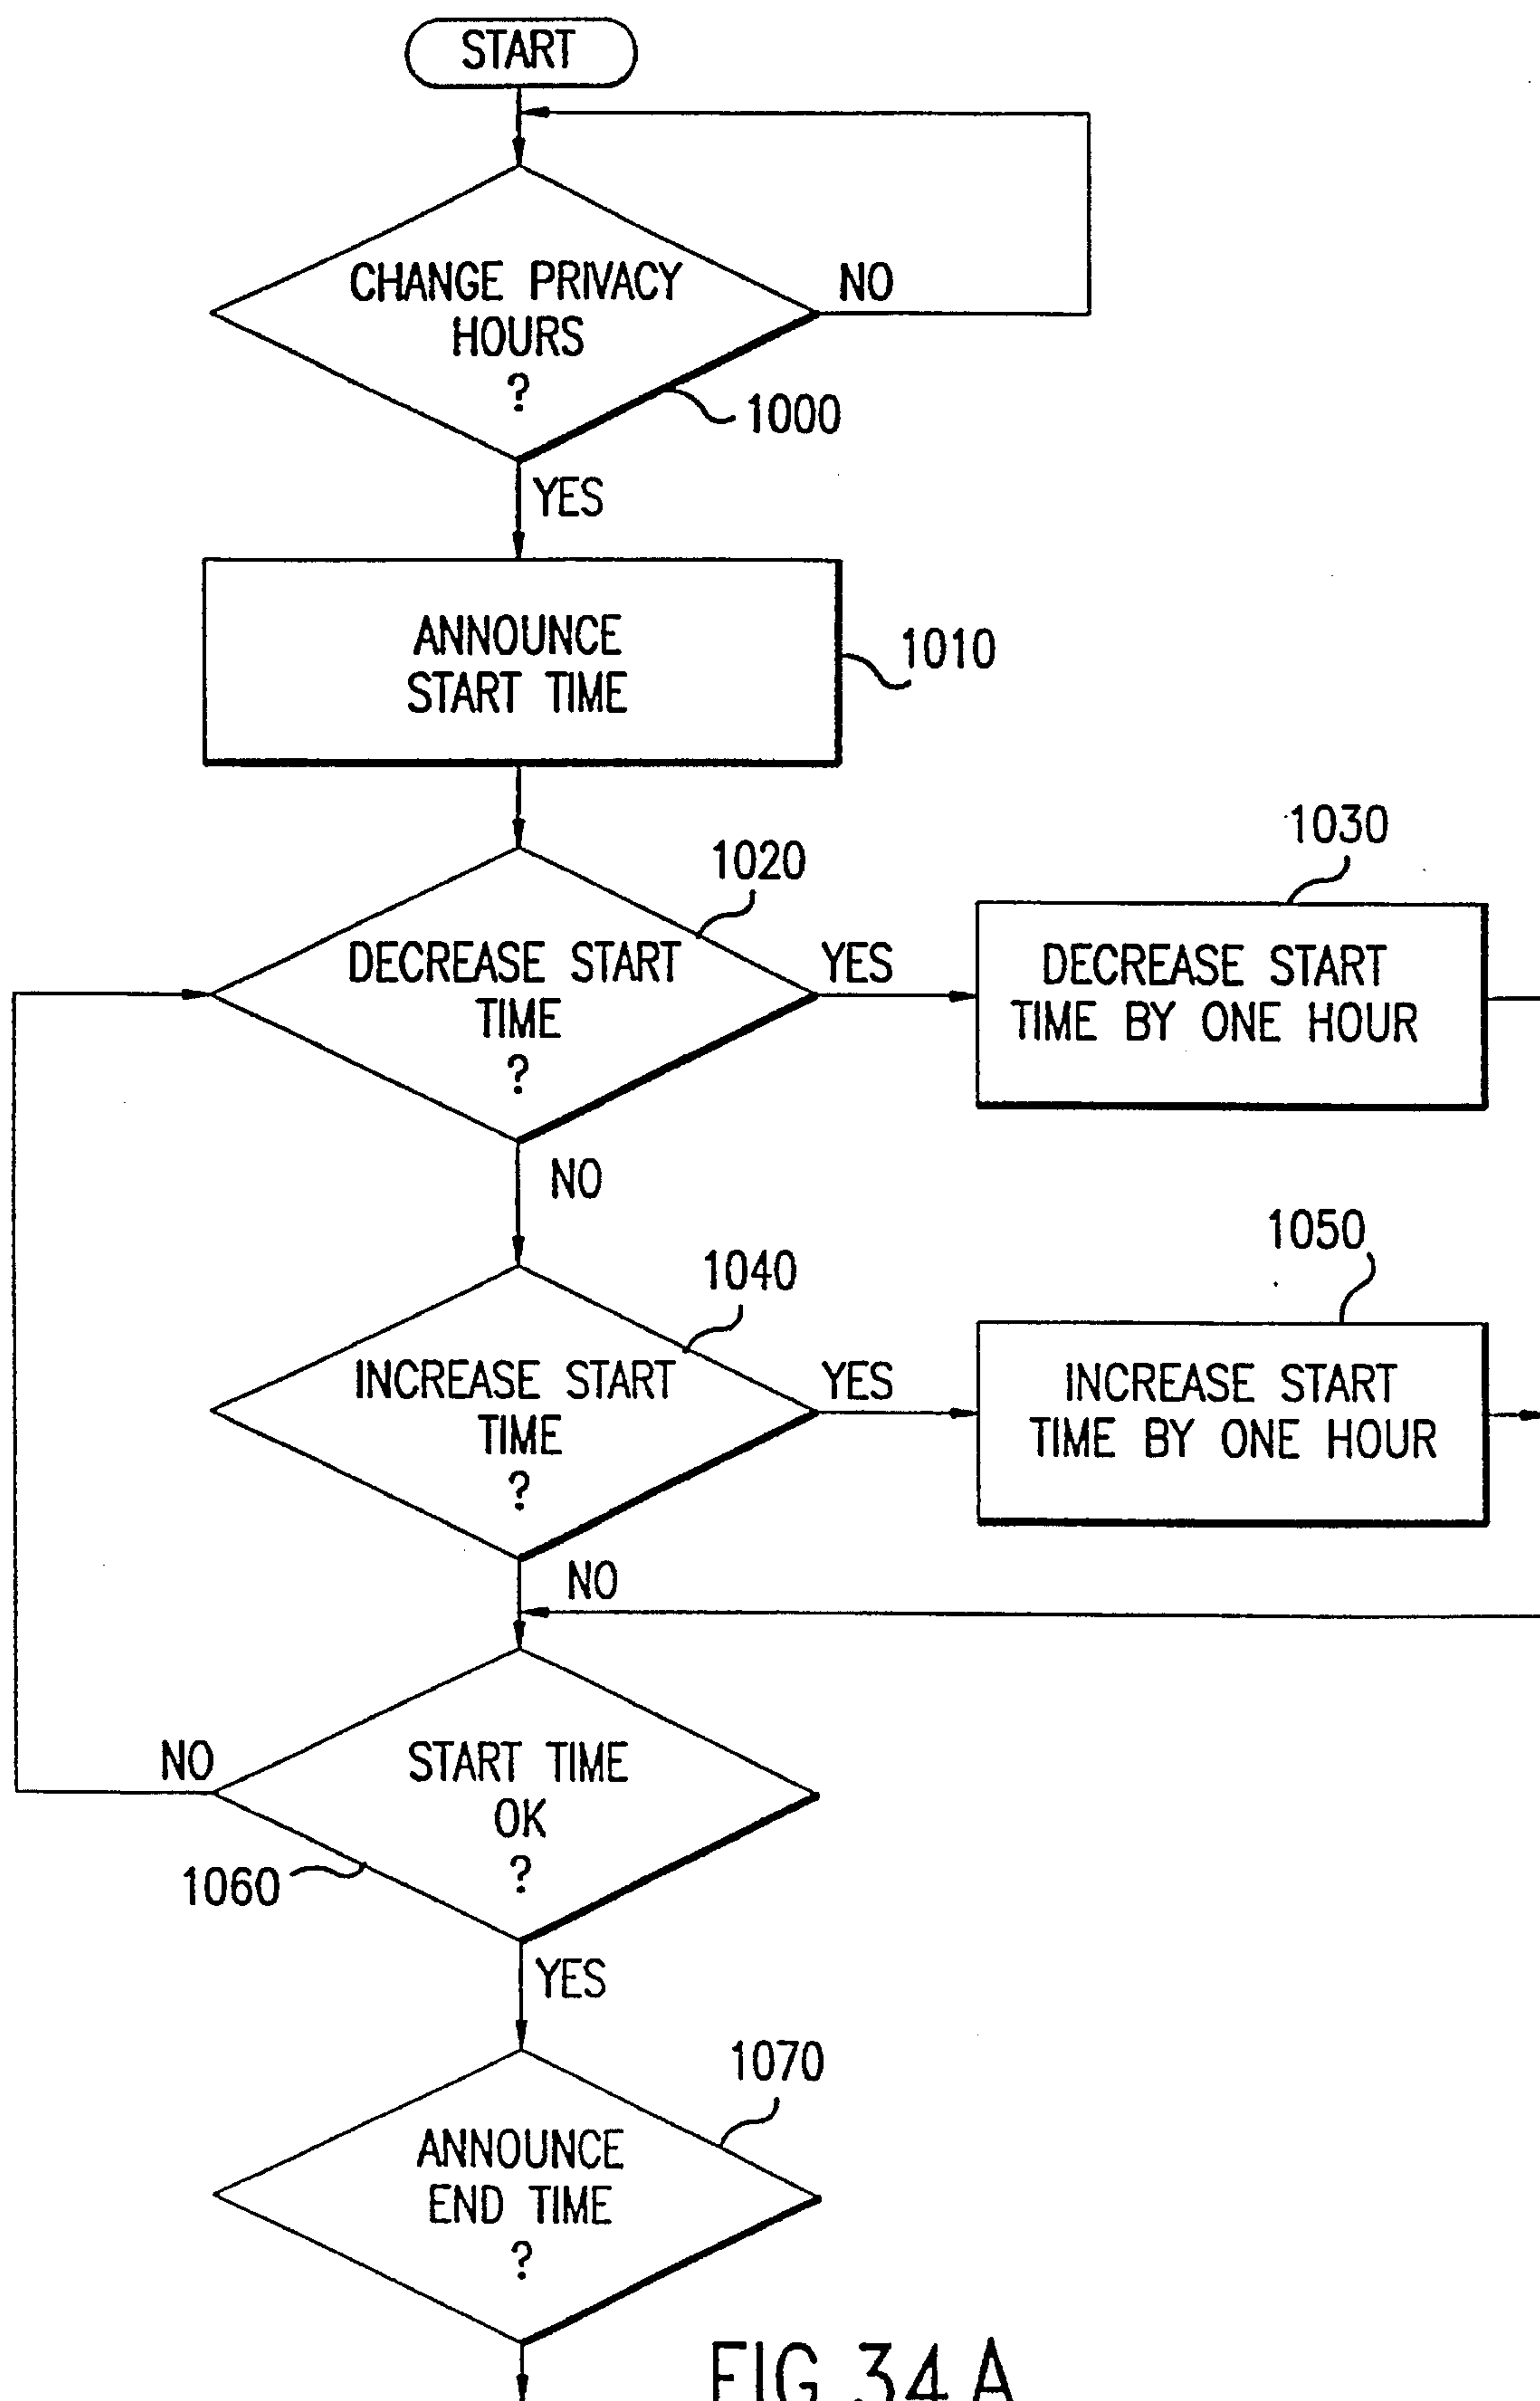 START
CHANGE PRIVACY
HOURS
?
NO
1000
YES
ANNOUNCE
START TIME
1010
1020
DECREASE START
TIME
?
YES
1030
DECREASE START
TIME BY ONE HOUR
NO
1040
INCREASE START
TIME
?
YES
1050
INCREASE START
TIME BY ONE HOUR
NO
START TIME
OK
?
NO
1060
YES
1070
ANNOUNCE
END TIME
?
FIG.34A